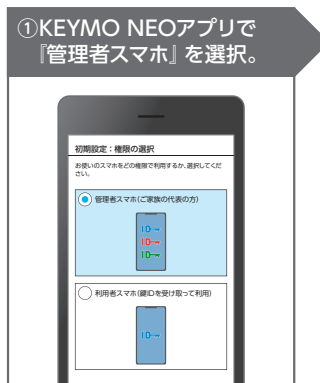 ①KEYMO NEOアプリで
『管理者スマホ』を選択。
初期設定：権限の選択
お使いのスマホをどの権限で利用するか、選択してくだ
さい。
管理者スマホ(ご家族の代表の方)
ID
ID
ID
利用者スマホ(鍵IDを受け取って利用)
ID